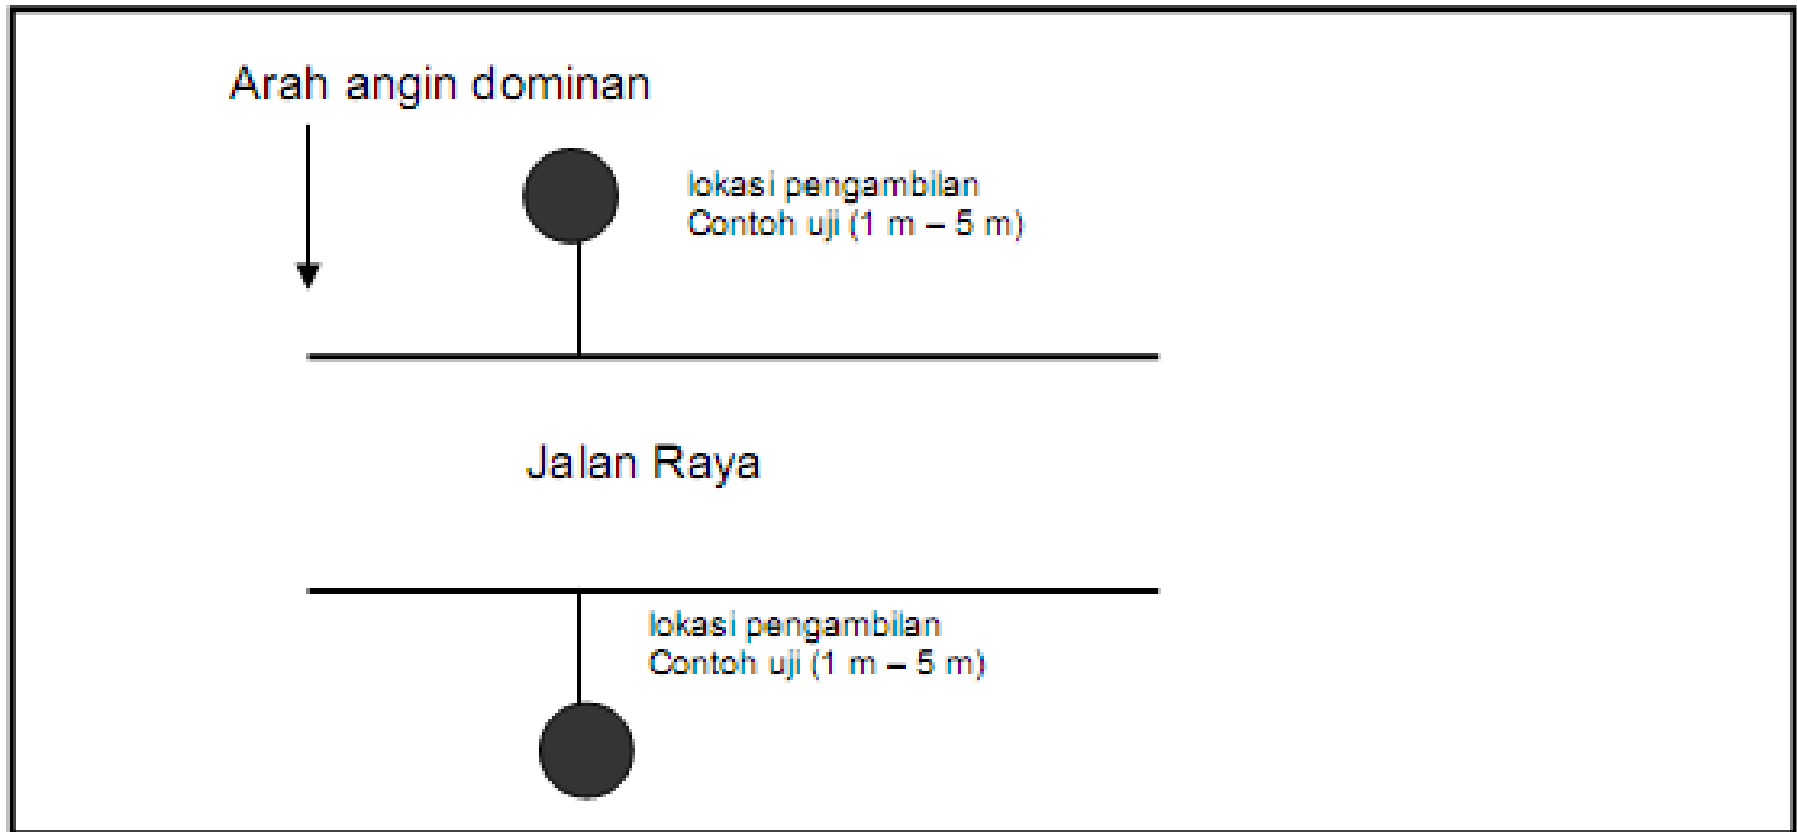 Arah angin dominan
lokasi pengambilan
Contoh uji (1 m – 5 m)
Jalan Raya
lokasi pengambilan
Contoh uji (1 m – 5 m)